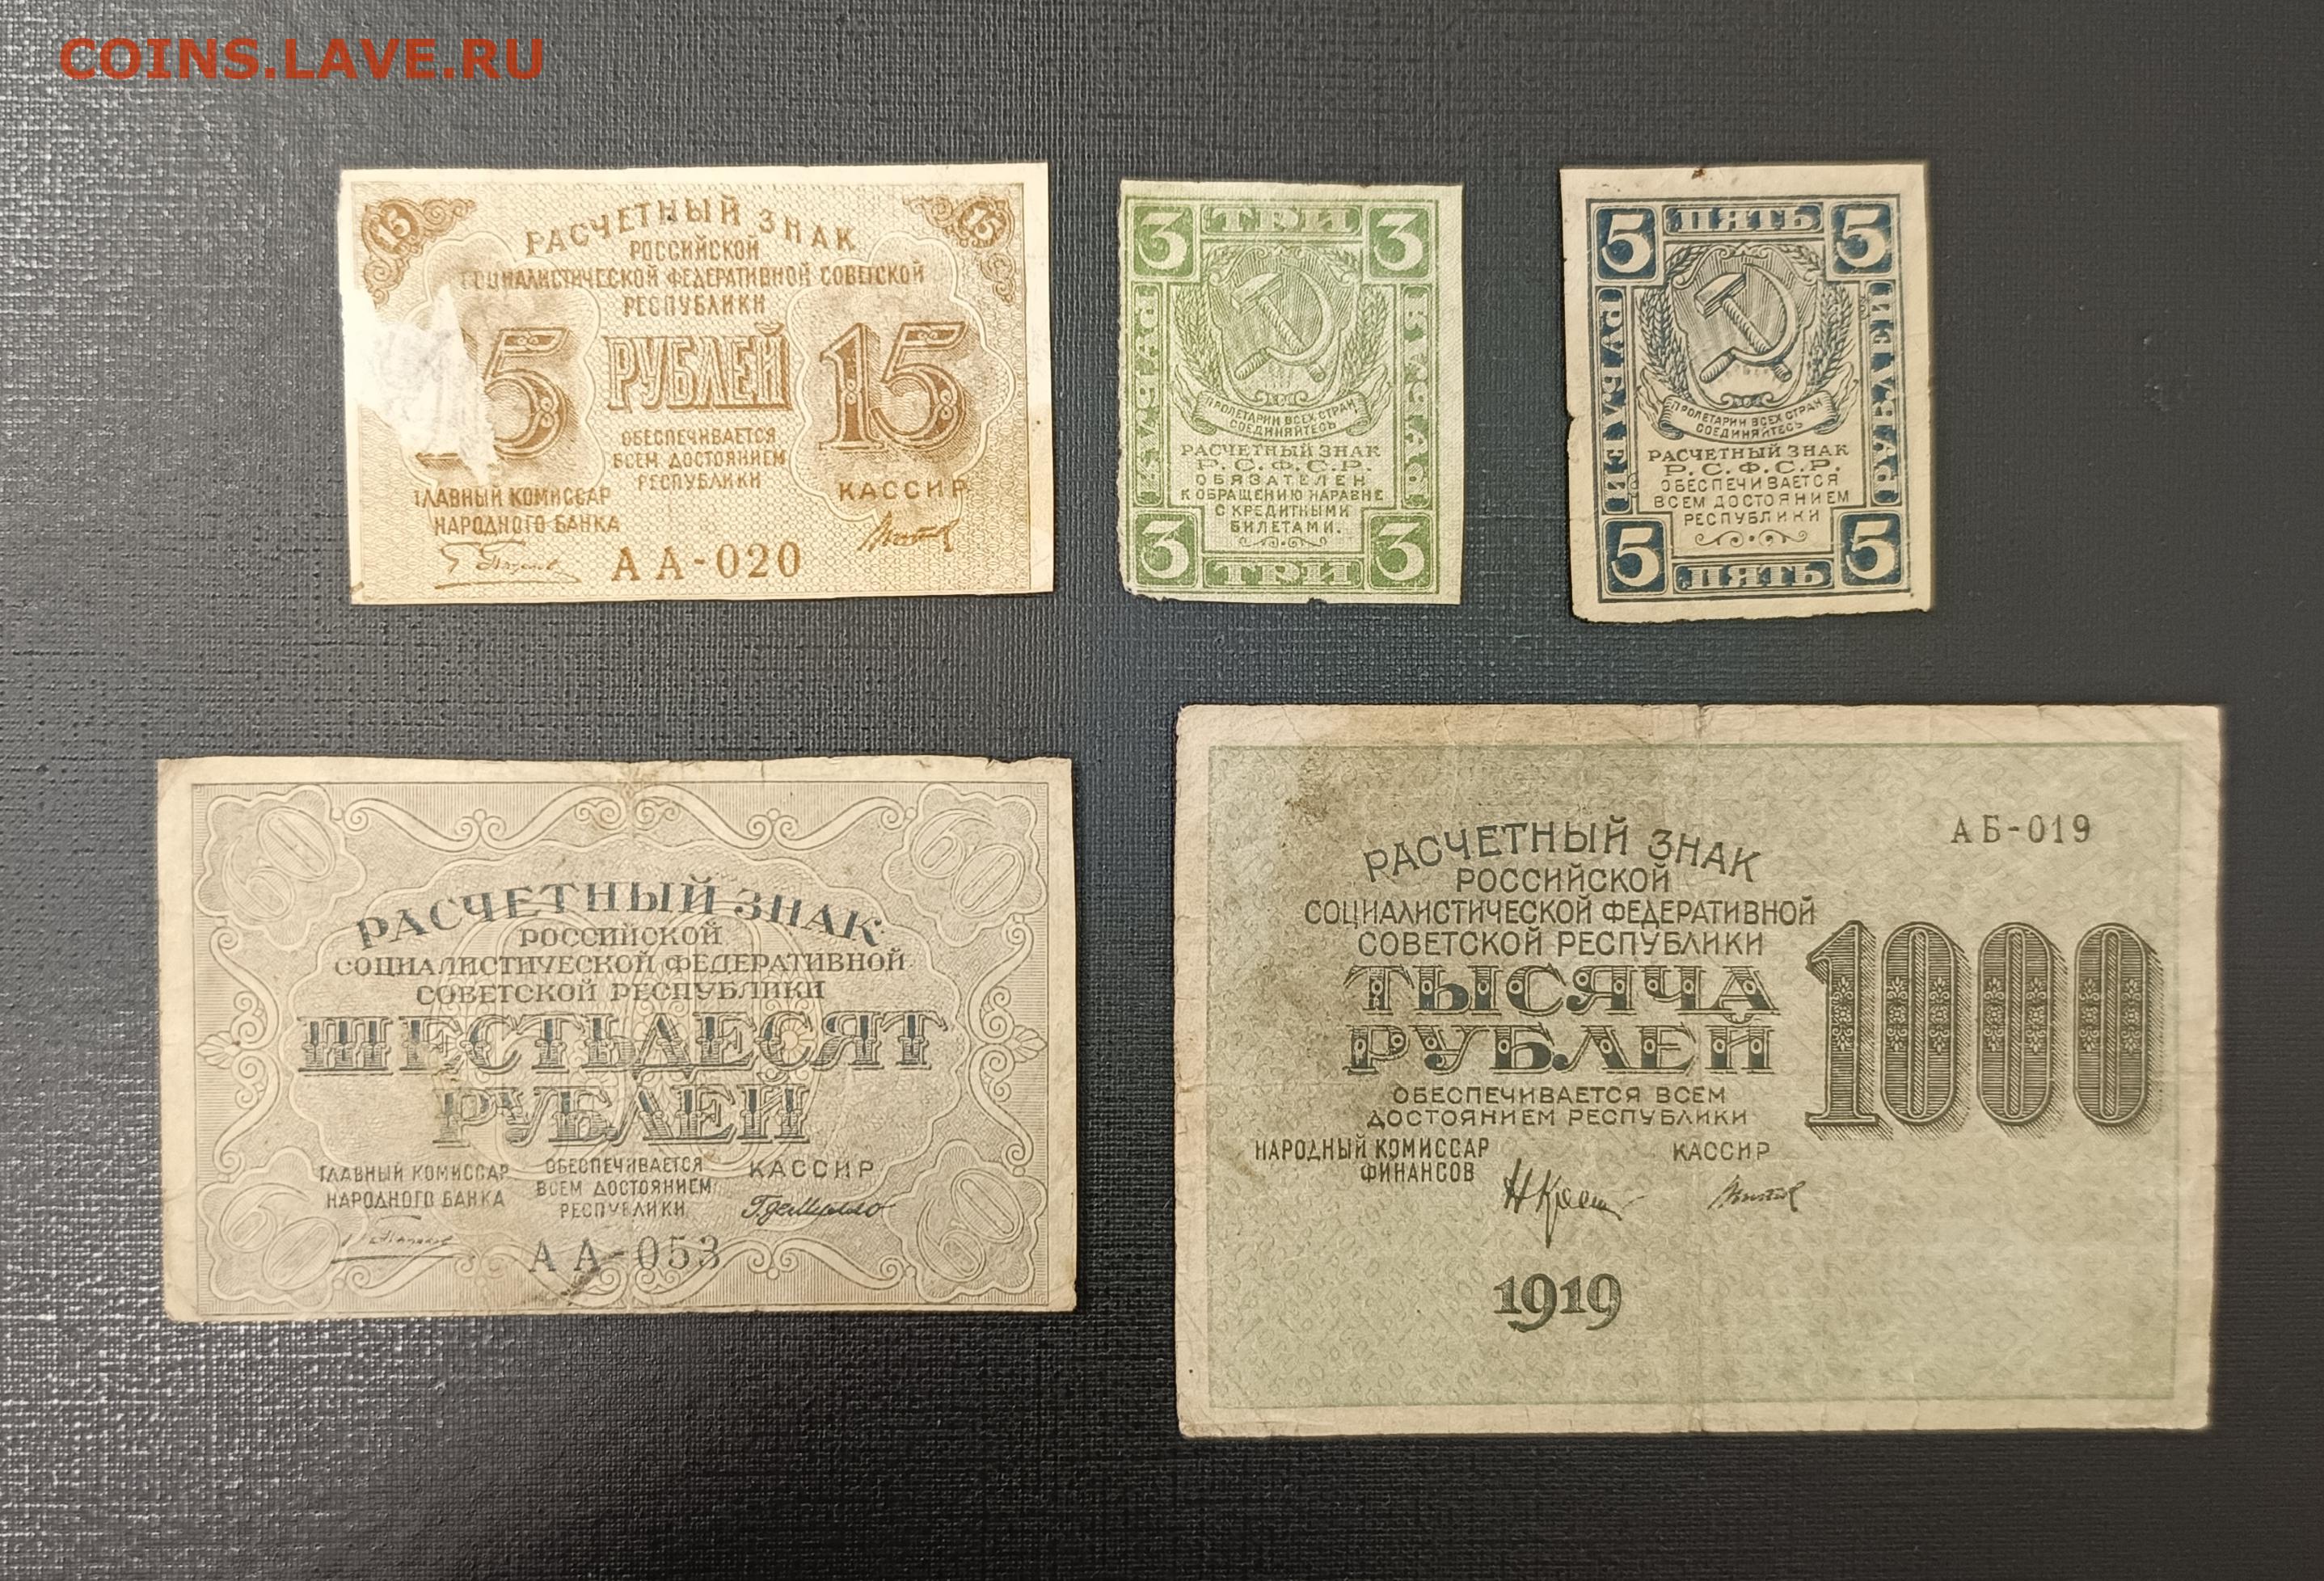 COINS.LAVE.RU
15
15
РАСЧЕТНЫЙ ЗНАК
РОССИЙСКОЙ
СОЦИАЛИСТИЧЕСКОЙ ФЕДЕРАТИВНОЙ СОВЕТСКОЙ
РЕСПУБЛИКИ
5 РУБЛЕЙ 15
ОБЕСПЕЧИВАЕТСЯ
ВСЕМ ДОСТОЯНИЕМ
РЕСПУБЛИКИ
ГЛАВНЫЙ КОМИССАР
НАРОДНОГО БАНКА
КАССИР
АА-020
3 ТРИ 3
РУБЛЯ
РУБЛЯ
ПРОЛЕТАРИИ ВСЕХ СТРАН
СОЕДИНЯЙТЕСЬ
РАСЧЕТНЫЙ ЗНАК
Р.С.Ф.С.Р.
ОБЯЗАТЕЛЕН
К ОБРАЩЕНИЮ НАРАВНЕ
С КРЕДИТНЫМИ
БИЛЕТАМИ.
3 ТРИ 3
5 ПЯТЬ 5
РУБЛЕЙ
РУБЛЕЙ
ПРОЛЕТАРИИ ВСЕХ СТРАН
СОЕДИНЯЙТЕСЬ
РАСЧЕТНЫЙ ЗНАК
Р.С.Ф.С.Р.
ОБЕСПЕЧИВАЕТСЯ
ВСЕМ ДОСТОЯНИЕМ
РЕСПУБЛИКИ
5 ПЯТЬ 5
60
60
РАСЧЕТНЫЙ ЗНАК
РОССИЙСКОЙ
СОЦИАЛИСТИЧЕСКОЙ ФЕДЕРАТИВНОЙ
СОВЕТСКОЙ РЕСПУБЛИКИ
ШЕСТЬДЕСЯТ
РУБЛЕЙ
ГЛАВНЫЙ КОМИССАР
НАРОДНОГО БАНКА
ОБЕСПЕЧИВАЕТСЯ
ВСЕМ ДОСТОЯНИЕМ
РЕСПУБЛИКИ
КАССИР
60
АА-053
60
АБ-019
РАСЧЕТНЫЙ ЗНАК
РОССИЙСКОЙ
СОЦИАЛИСТИЧЕСКОЙ ФЕДЕРАТИВНОЙ
СОВЕТСКОЙ РЕСПУБЛИКИ
ТЫСЯЧА
РУБЛЕЙ
1000
ОБЕСПЕЧИВАЕТСЯ ВСЕМ
ДОСТОЯНИЕМ РЕСПУБЛИКИ
НАРОДНЫЙ КОМИССАР
ФИНАНСОВ
КАССИР
1919